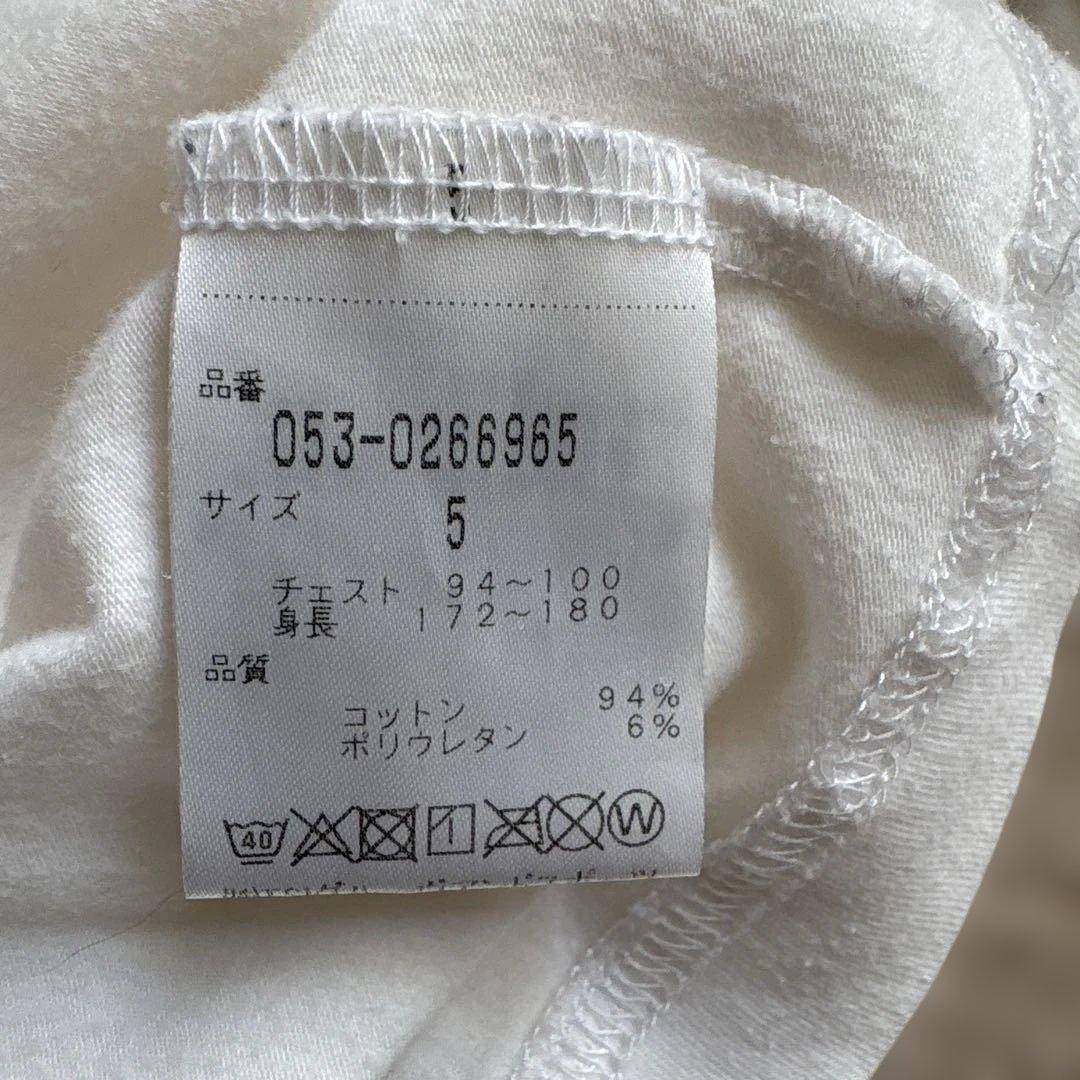 品番
053-0266965
サイズ
5
チェスト 94~100
身長 172~180
品質
コットン 94%
ポリウレタン 6%
40
W